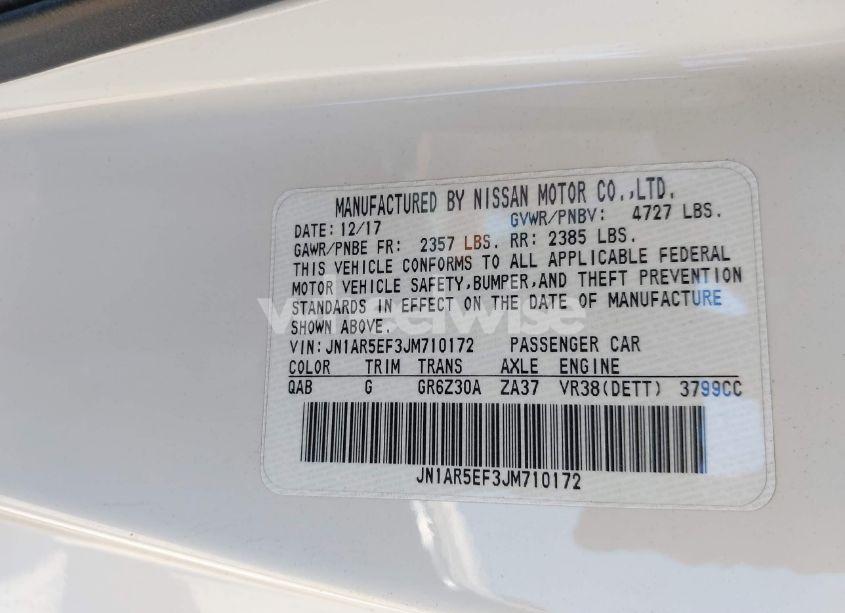 MANUFACTURED BY NISSAN MOTOR CO.,LTD.
DATE: 12/17 GVWR/PNBV: 4727 LBS.
GAWR/PNBE FR: 2357 LBS. RR: 2385 LBS.
THIS VEHICLE CONFORMS TO ALL APPLICABLE FEDERAL
MOTOR VEHICLE SAFETY,BUMPER,AND THEFT PREVENTION
STANDARDS IN EFFECT ON THE DATE OF MANUFACTURE
SHOWN ABOVE.
VIN:JN1AR5EF3JM710172 PASSENGER CAR
COLOR TRIM TRANS AXLE ENGINE
QAB G GR6Z30A ZA37 VR38(DETT) 3799CC
JN1AR5EF3JM710172